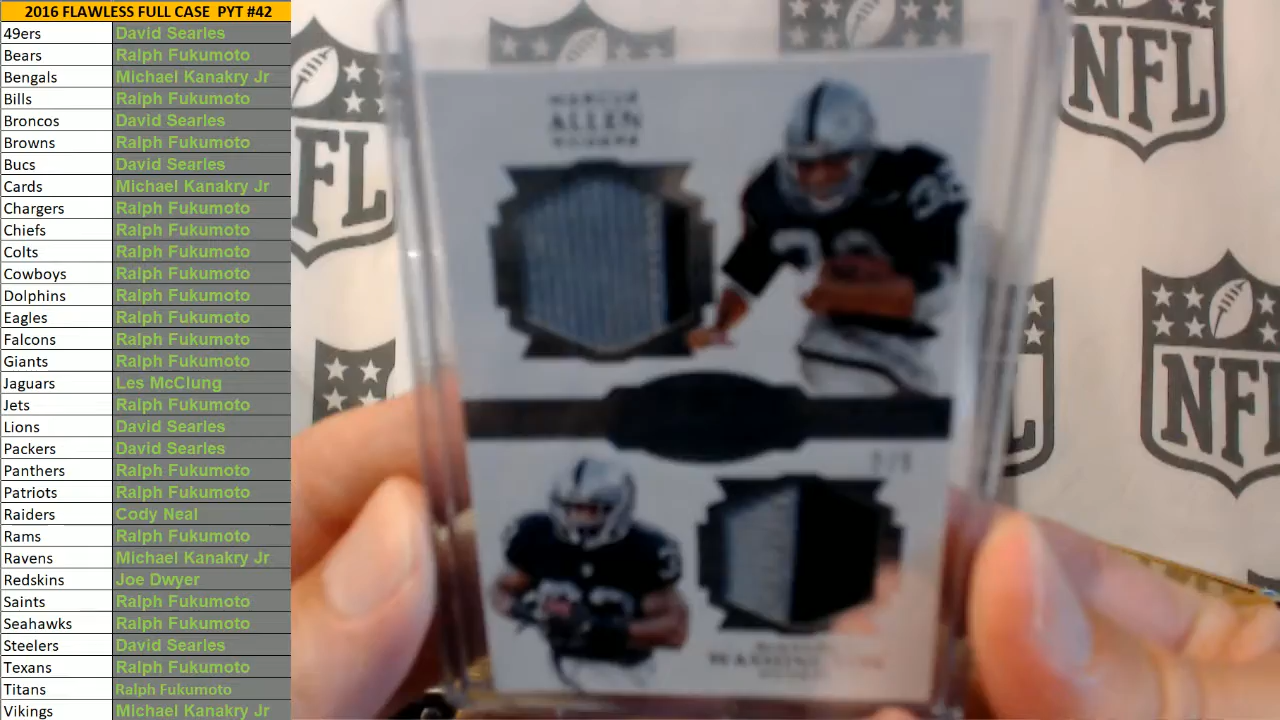 2016 FLAWLESS FULL CASE PYT #42
49ers David Searles
Bears Ralph Fukumoto
Bengals Michael Kanakry Jr
Bills Ralph Fukumoto
Broncos David Searles
Browns Ralph Fukumoto
Bucs David Searles
Cards Michael Kanakry Jr
Chargers Ralph Fukumoto
Chiefs Ralph Fukumoto
Colts Ralph Fukumoto
Cowboys Ralph Fukumoto
Dolphins Ralph Fukumoto
Eagles Ralph Fukumoto
Falcons Ralph Fukumoto
Giants Ralph Fukumoto
Jaguars Les McClung
Jets Ralph Fukumoto
Lions David Searles
Packers David Searles
Panthers Ralph Fukumoto
Patriots Ralph Fukumoto
Raiders Cody Neal
Rams Ralph Fukumoto
Ravens Michael Kanakry Jr
Redskins Joe Dwyer
Saints Ralph Fukumoto
Seahawks Ralph Fukumoto
Steelers David Searles
Texans Ralph Fukumoto
Titans Ralph Fukumoto
Vikings Michael Kanakry Jr
MARCUS
ALLEN
RAIDERS
32
NFL
NFL
NFL